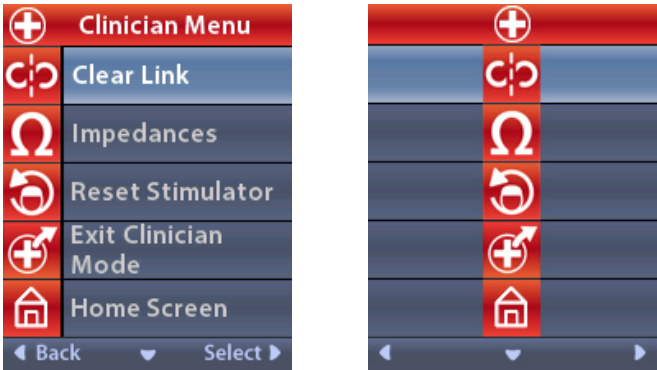 Clinician Menu
Clear Link
Impedances
Reset Stimulator
Exit Clinician
Mode
Home Screen
Back Select